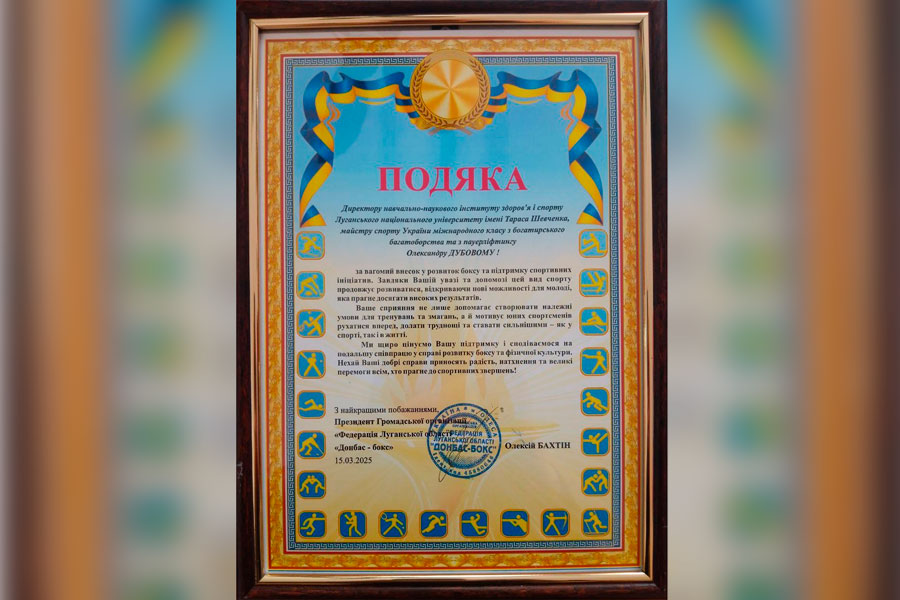 ПОДЯКА
Директору навчально-наукового інституту здоров'я і спорту
Луганського національного університету імені Тараса Шевченка,
майстру спорту України міжнародного класу з богатирського
багатоборства та з пауерліфтингу
Олександру ДУБОВОМУ !
за вагомий внесок у розвиток боксу та підтримку спортивних
ініціатив. Завдяки Вашій увазі та допомозі цей вид спорту
продовжує розвиватися, відкриваючи нові можливості для молоді,
яка прагне досягати високих результатів.
Ваше сприяння не лише допомагає створювати належні
умови для тренувань та змагань, а й мотивує юних спортсменів
рухатися вперед, долати труднощі та ставати сильнішими – як у
спорті, так і в житті.
Ми щиро цінуємо Вашу підтримку і сподіваємося на
подальшу співпрацю у справі розвитку боксу та фізичної культури.
Нехай Ваші добрі справи приносять радість, натхнення та великі
перемоги всім, хто прагне до спортивних звершень!
З найкращими побажаннями,
Президент Громадської організації
«Федерація Луганської області
«Донбас - бокс»
Олексій БАХТІН
15.03.2025
ФЕДЕРАЦІЯ
ЛУГАНСЬКОЇ ОБЛАСТІ
ДОНБАС-БОКС